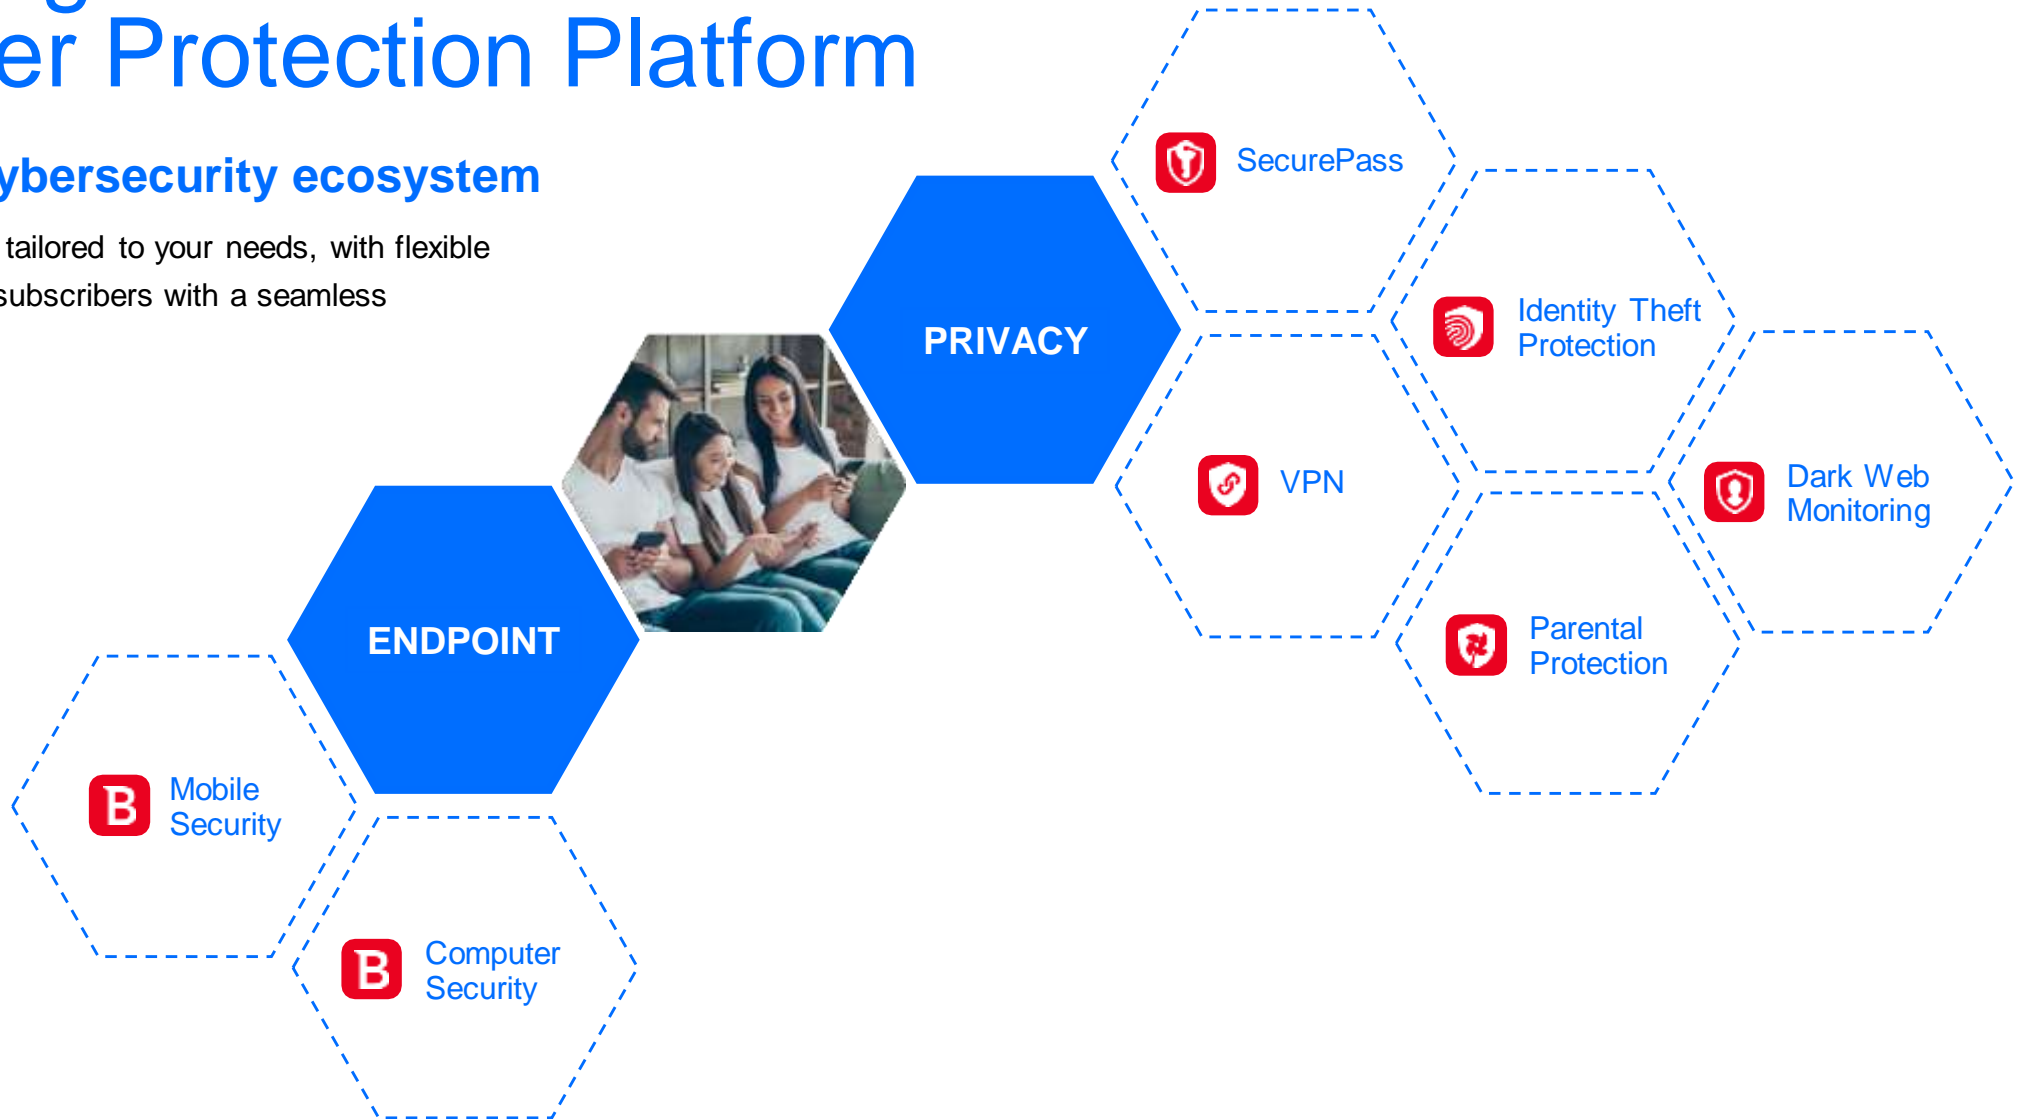 er Protection Platform
ybersecurity ecosystem
tailored to your needs, with flexible
subscribers with a seamless
SecurePass
PRIVACY
Identity Theft
Protection
VPN
Dark Web
Monitoring
ENDPOINT
Parental
Protection
B Mobile
Security
B Computer
Security